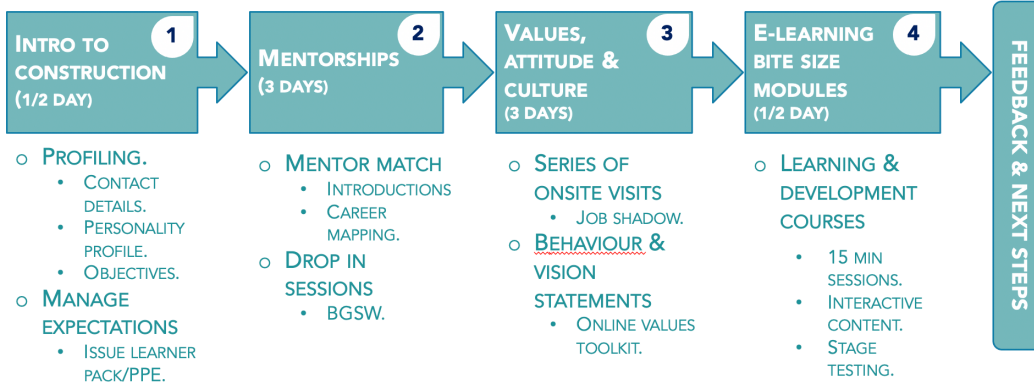 INTRO TO
CONSTRUCTION
(1/2 DAY)
1
○ PROFILING.
• CONTACT
DETAILS.
• PERSONALITY
PROFILE.
• OBJECTIVES.
○ MANAGE
EXPECTATIONS
• ISSUE LEARNER
PACK/PPE.
MENTORSHIPS
(3 DAYS)
2
○ MENTOR MATCH
• INTRODUCTIONS
• CAREER
MAPPING.
○ DROP IN
SESSIONS
• BGSW.
VALUES,
ATTITUDE &
CULTURE
(3 DAYS)
3
○ SERIES OF
ONSITE VISITS
• JOB SHADOW.
○ BEHAVIOUR &
VISION
STATEMENTS
• ONLINE VALUES
TOOLKIT.
E-LEARNING
BITE SIZE
MODULES
(1/2 DAY)
4
○ LEARNING &
DEVELOPMENT
COURSES
• 15 MIN
SESSIONS.
• INTERACTIVE
CONTENT.
• STAGE
TESTING.
FEEDBACK & NEXT STEPS